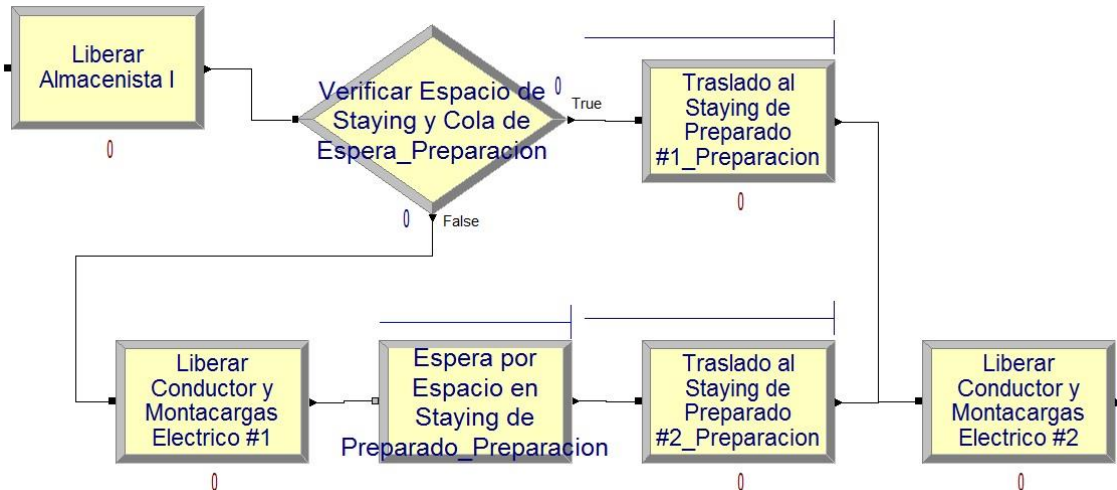 Liberar
Almacenista I
0
Verificar Espacio de
Staying y Cola de
Espera_Preparacion
0
True
0
False
Traslado al
Staying de
Preparado
#1_Preparacion
0
Liberar
Conductor y
Montacargas
Electrico #1
0
Espera por
Espacio en
Staying de
Preparado_Preparacion
Traslado al
Staying de
Preparado
#2_Preparacion
0
Liberar
Conductor y
Montacargas
Electrico #2
0